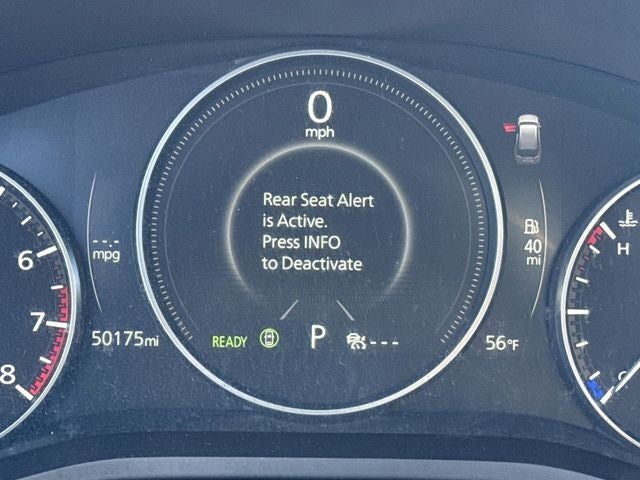 0
mph
Rear Seat Alert
is Active.
Press INFO
to Deactivate
--.-
mpg
40
mi
6
7
8
H
C
50175mi
READY
P
---
56°F